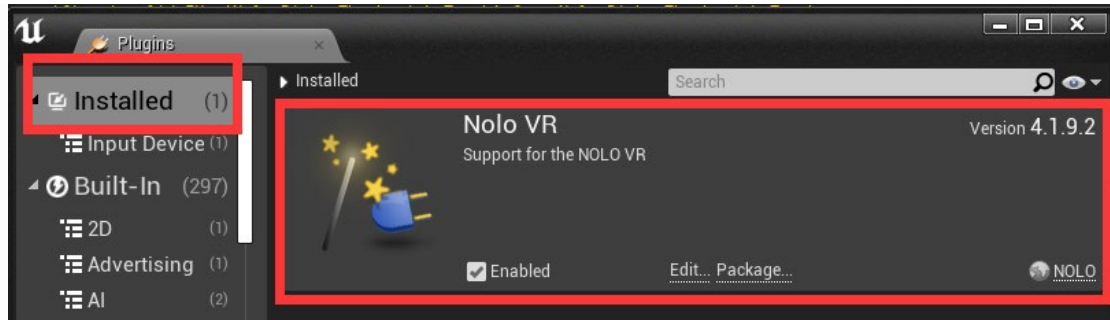 Plugins
Installed (1)
Input Device (1)
Built-In (297)
2D (1)
Advertising (1)
AI (2)
Installed
Search
Nolo VR
Version 4.1.9.2
Support for the NOLO VR
Enabled
Edit... Package...
NOLO